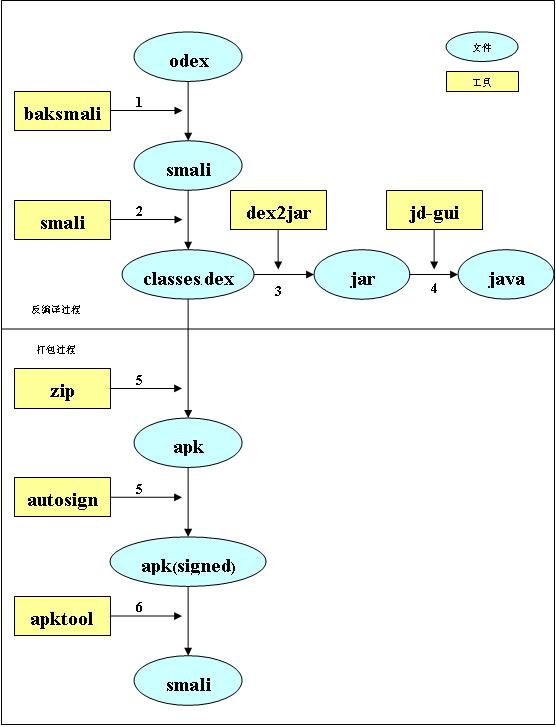 odex
文件
工具
baksmali
1
smali
smali
2
dex2jar
jd-gui
classes.dex
3
jar
4
java
反编译过程
打包过程
zip
5
apk
autosign
5
apk(signed)
apktool
6
smali